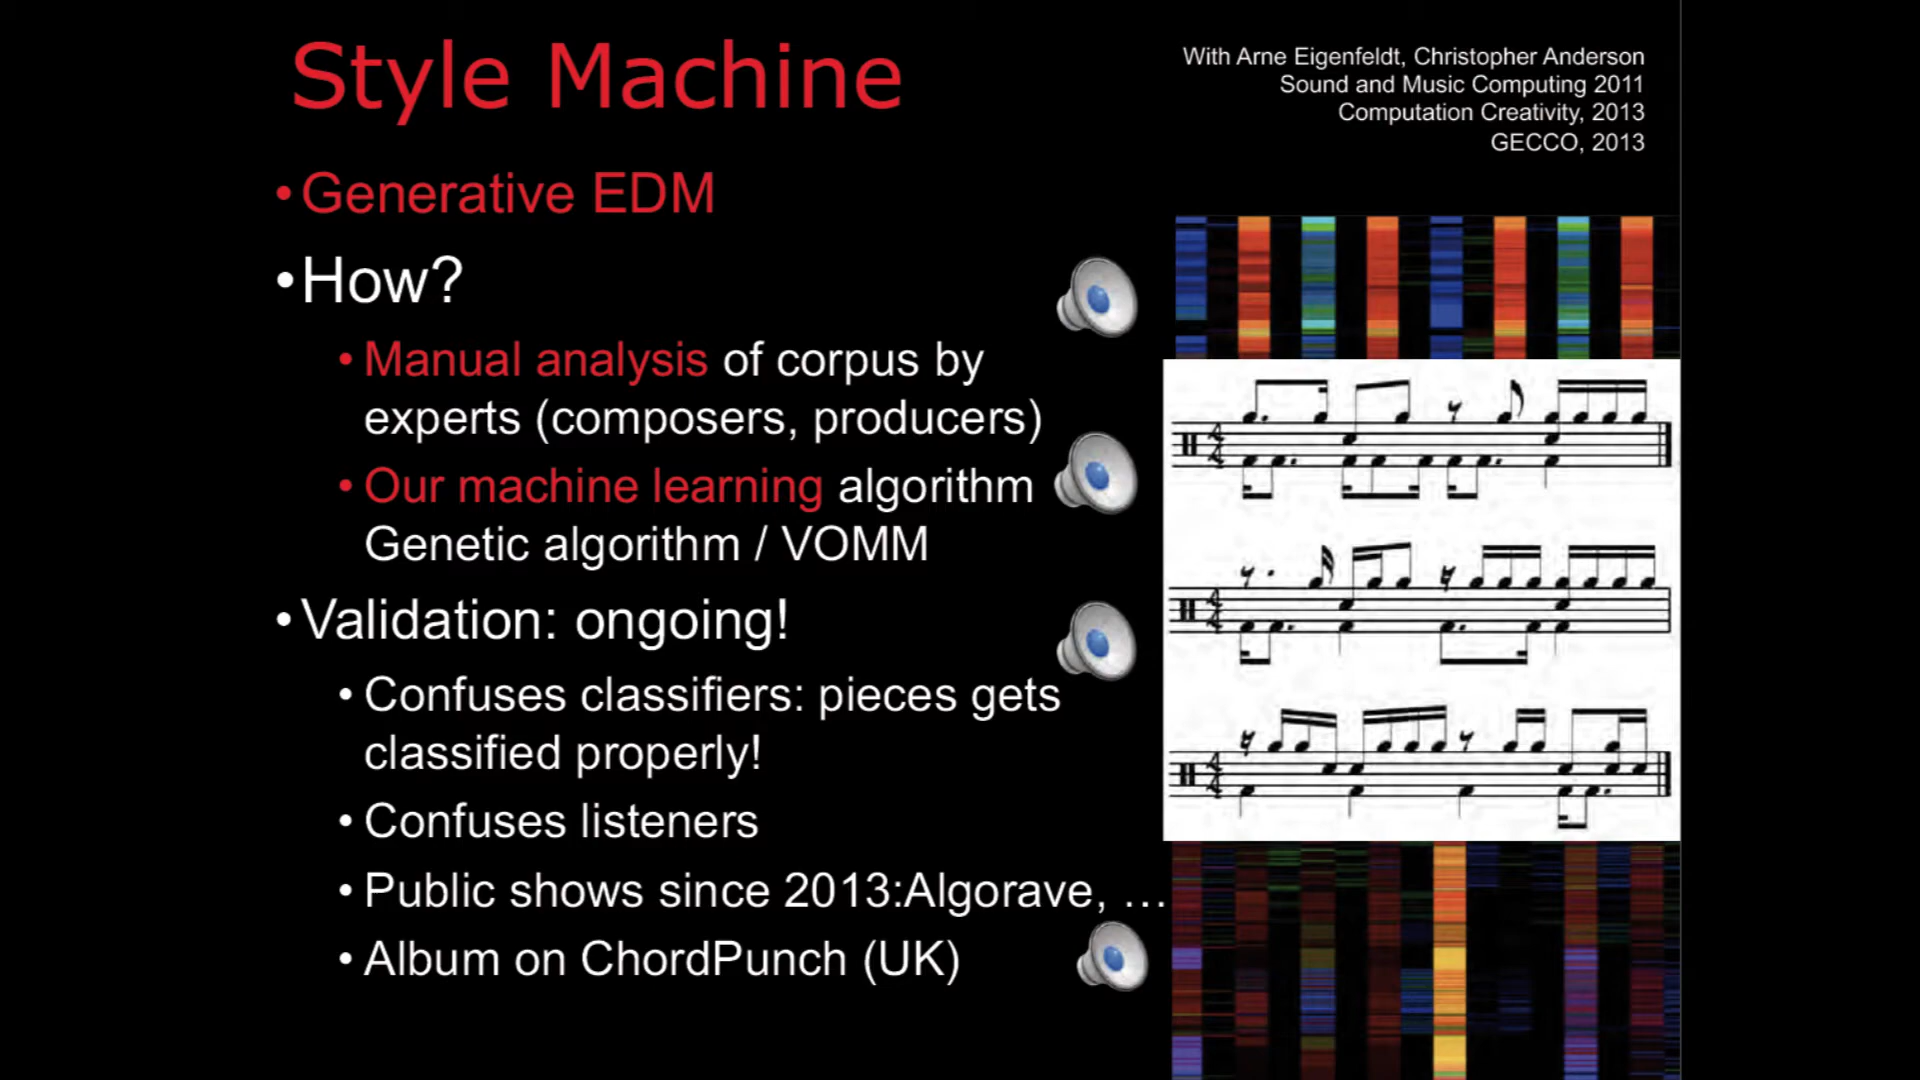 Style Machine
With Arne Eigenfeldt, Christopher Anderson
Sound and Music Computing 2011
Computation Creativity, 2013
GECCO, 2013
• Generative EDM
• How?
• Manual analysis of corpus by
experts (composers, producers)
• Our machine learning algorithm
Genetic algorithm / VOMM
• Validation: ongoing!
• Confuses classifiers: pieces gets
classified properly!
• Confuses listeners
• Public shows since 2013:Algorave, …
• Album on ChordPunch (UK)